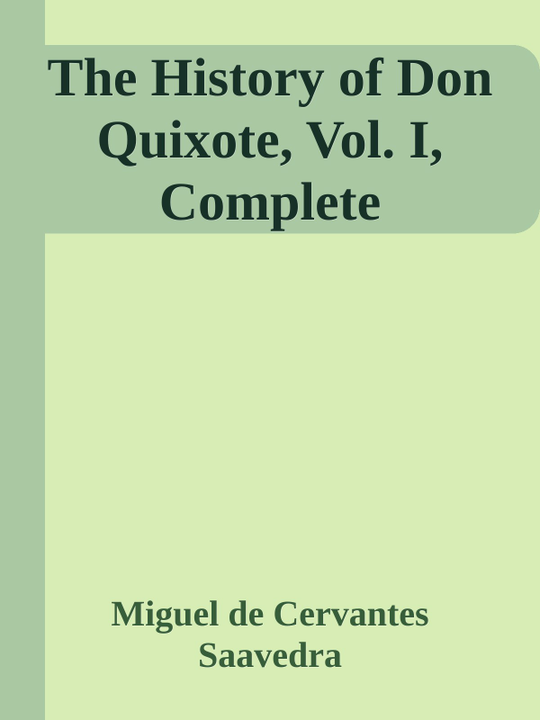 The History of Don
Quixote, Vol. I,
Complete
Miguel de Cervantes
Saavedra